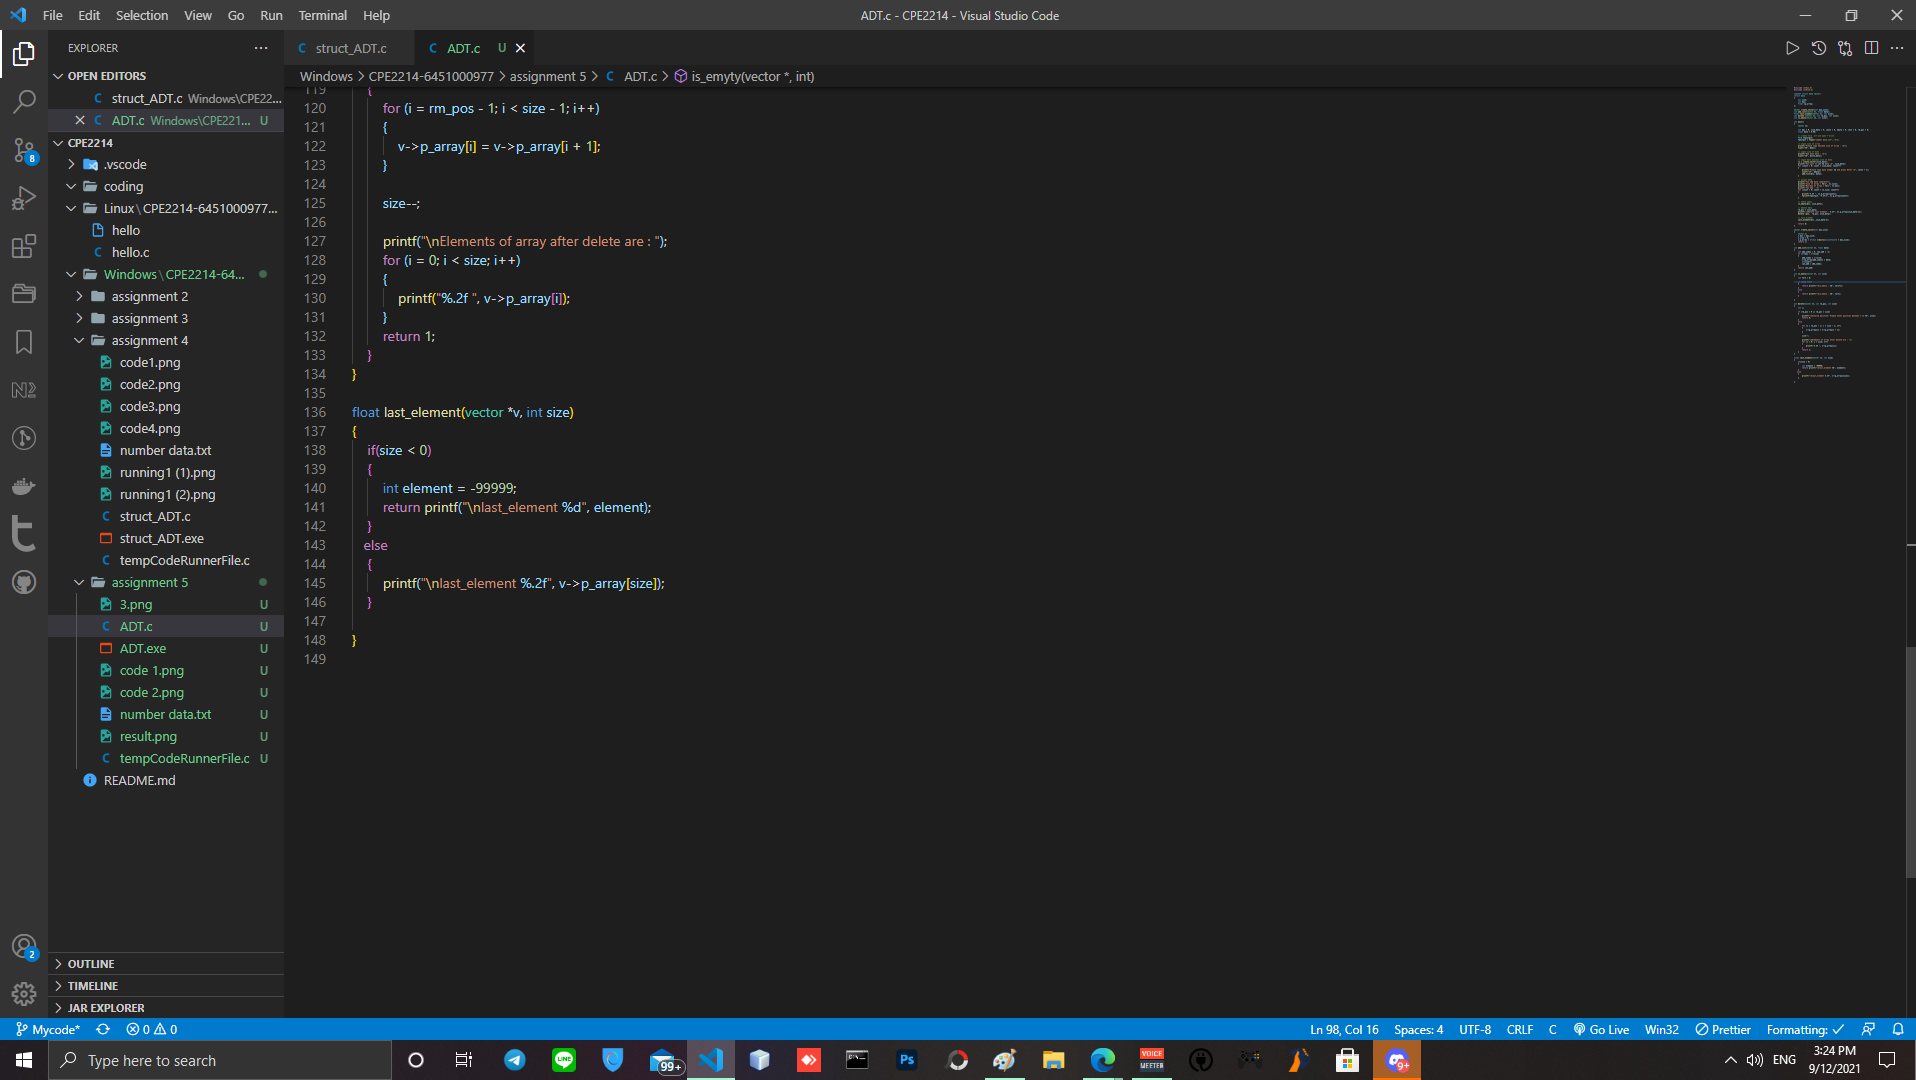 File Edit Selection View Go Run Terminal Help
ADT.c - CPE2214 - Visual Studio Code
EXPLORER
OPEN EDITORS
struct_ADT.c Windows\CPE22...
ADT.c Windows\CPE221... U
CPE2214
.vscode
coding
Linux\CPE2214-6451000977...
hello
hello.c
Windows\CPE2214-64...
assignment 2
assignment 3
assignment 4
code1.png
code2.png
code3.png
code4.png
number data.txt
running1 (1).png
running1 (2).png
struct_ADT.c
struct_ADT.exe
tempCodeRunnerFile.c
assignment 5
3.png U
ADT.c U
ADT.exe U
code 1.png U
code 2.png U
number data.txt U
result.png U
tempCodeRunnerFile.c U
README.md
OUTLINE
TIMELINE
JAR EXPLORER
8
2
struct_ADT.c
ADT.c U
Windows > CPE2214-6451000977 > assignment 5 > C ADT.c > is_emyty(vector *, int)
119 {
120 for (i = rm_pos - 1; i < size - 1; i++)
121 {
122 v->p_array[i] = v->p_array[i + 1];
123 }
124
125 size--;
126
127 printf("\nElements of array after delete are : ");
128 for (i = 0; i < size; i++)
129 {
130 printf("%.2f ", v->p_array[i]);
131 }
132 return 1;
133 }
134 }
135
136 float last_element(vector *v, int size)
137 {
138 if(size < 0)
139 {
140 int element = -99999;
141 return printf("\nlast_element %d", element);
142 }
143 else
144 {
145 printf("\nlast_element %.2f", v->p_array[size]);
146 }
147
148 }
149
Mycode* 0 0
Ln 98, Col 16 Spaces: 4 UTF-8 CRLF C Go Live Win32 Prettier Formatting:
Type here to search
LINE
99+
Ps
VOICE
MEETER
9+
ENG
3:24 PM
9/12/2021